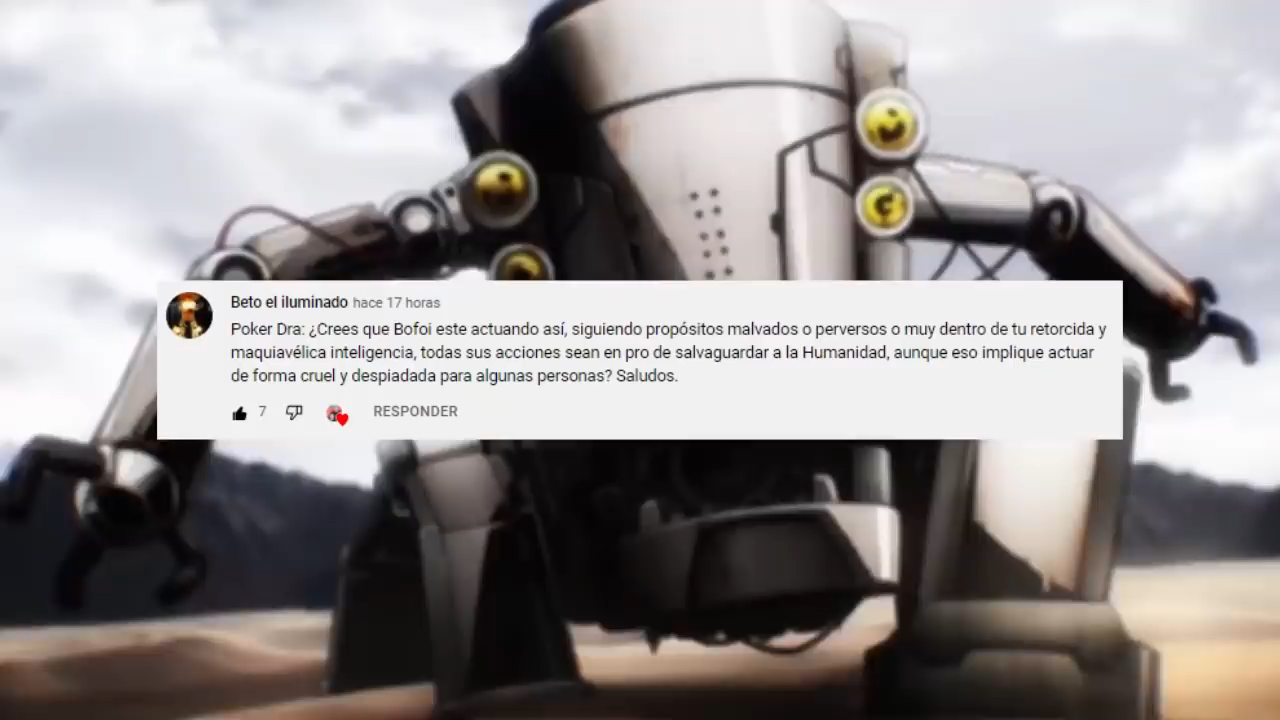 Beto el iluminado hace 17 horas
Poker Dra: ¿Crees que Bofoi este actuando así, siguiendo propósitos malvados o perversos o muy dentro de tu retorcida y
maquiavélica inteligencia, todas sus acciones sean en pro de salvaguardar a la Humanidad, aunque eso implique actuar
de forma cruel y despiadada para algunas personas? Saludos.
7 RESPONDER